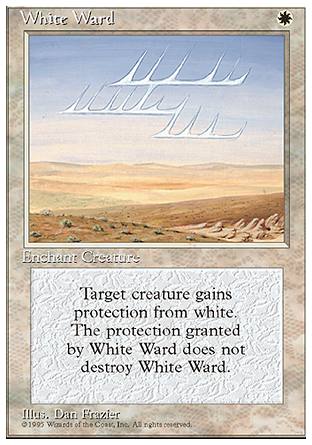 White Ward
Enchant Creature
Target creature gains
protection from white.
The protection granted
by White Ward does not
destroy White Ward.
Illus. Dan Frazier
©1995 Wizards of the Coast, Inc. All rights reserved.